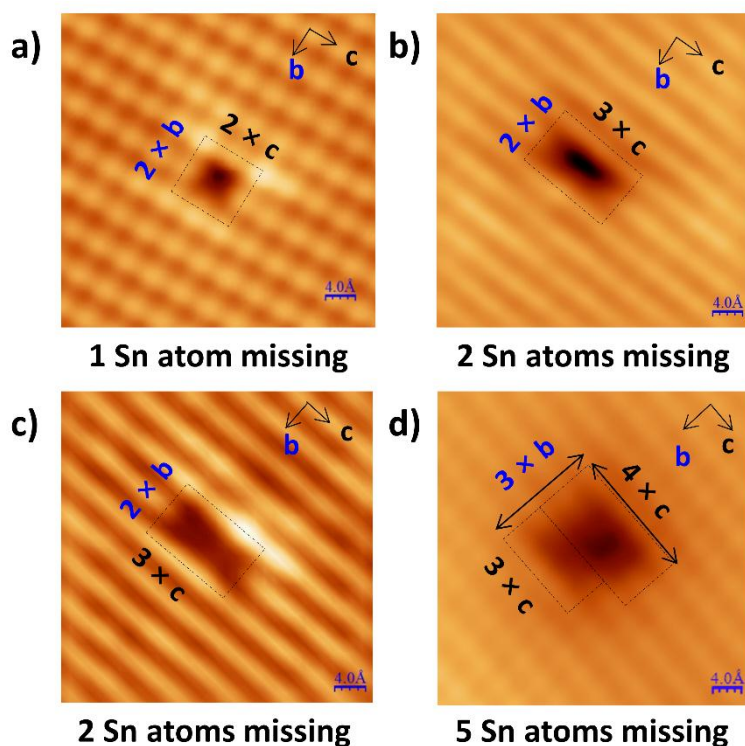 a)
b
c
2 × b
2 × c
4.0Å
1 Sn atom missing
b)
b
c
2 × b
3 × c
4.0Å
2 Sn atoms missing
c)
b
c
2 × b
3 × c
4.0Å
2 Sn atoms missing
d)
b
c
3 × b
4 × c
3 × c
4.0Å
5 Sn atoms missing